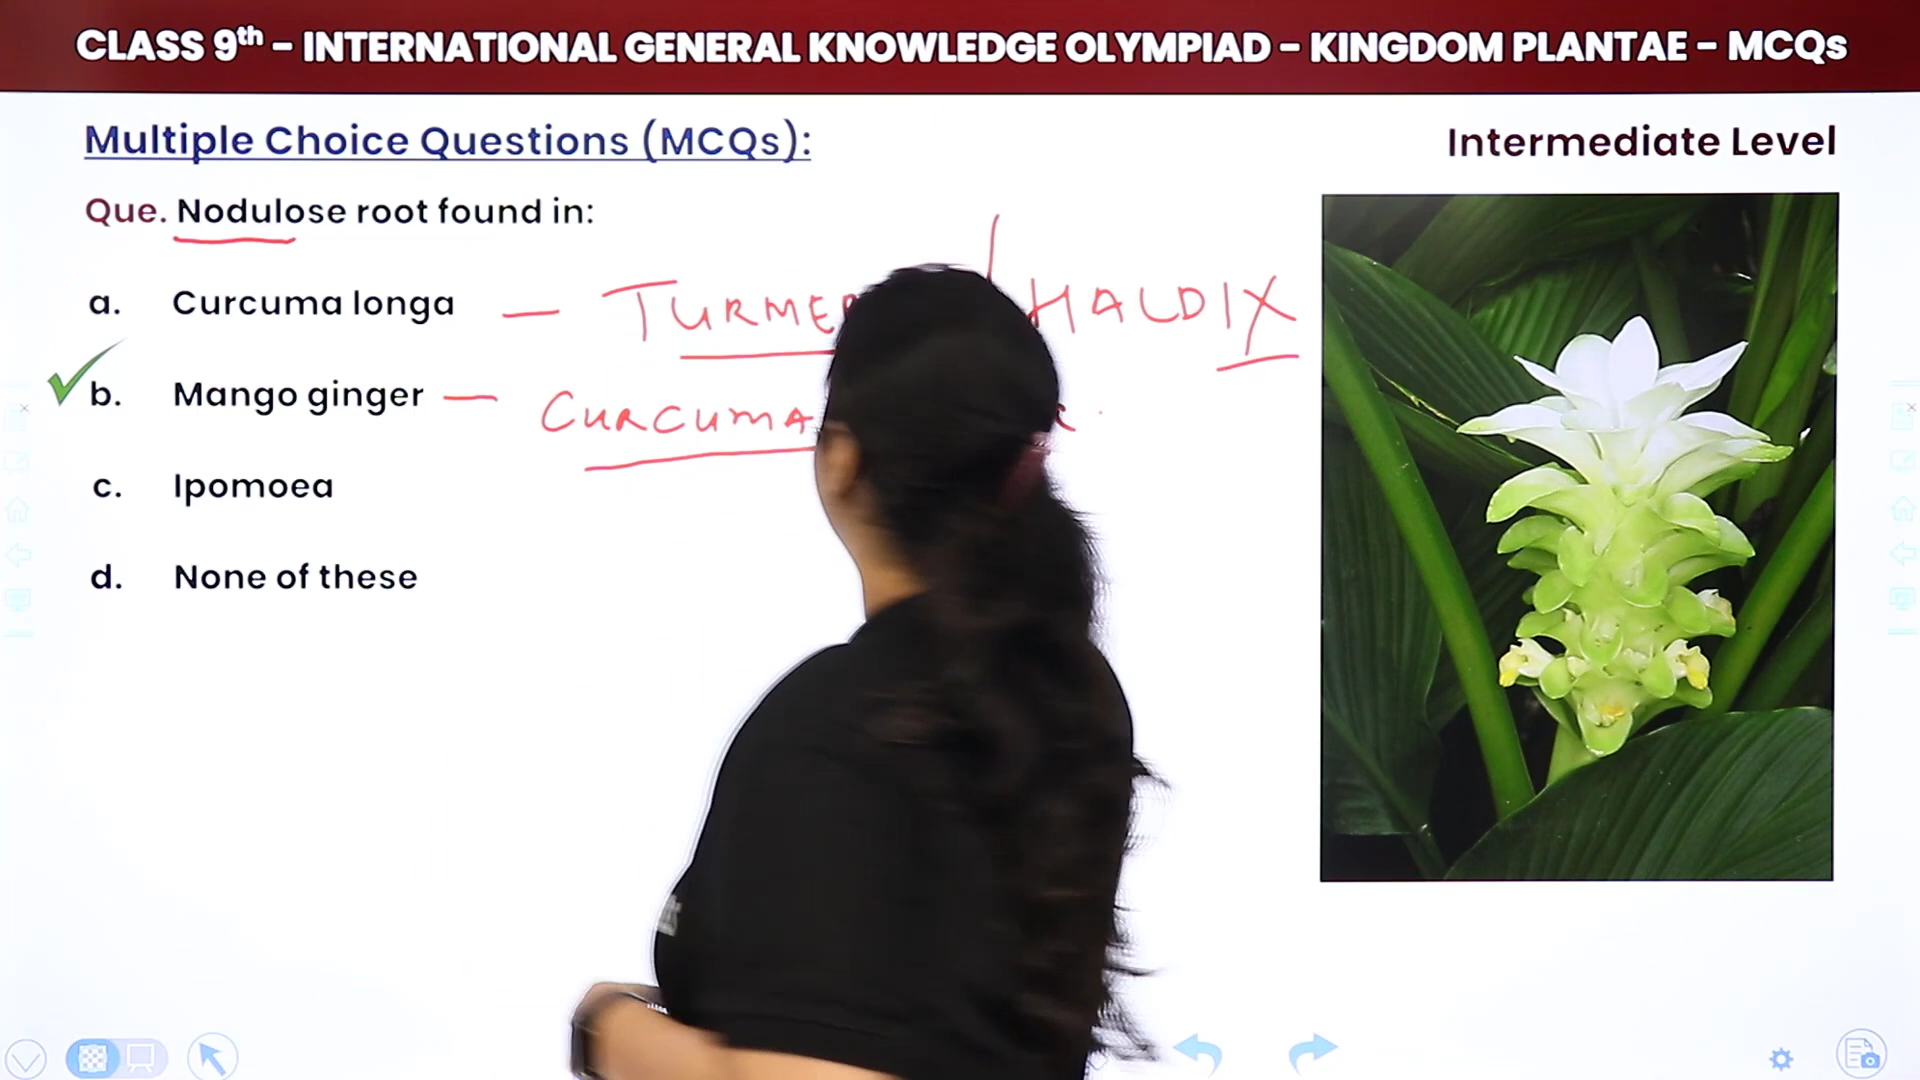 CLASS 9th – INTERNATIONAL GENERAL KNOWLEDGE OLYMPIAD – KINGDOM PLANTAE – MCQs
Multiple Choice Questions (MCQs):
Intermediate Level
Que. Nodulose root found in:
a. Curcuma longa — HALDI X
b. Mango ginger — CURCUMA
c. Ipomoea
d. None of these